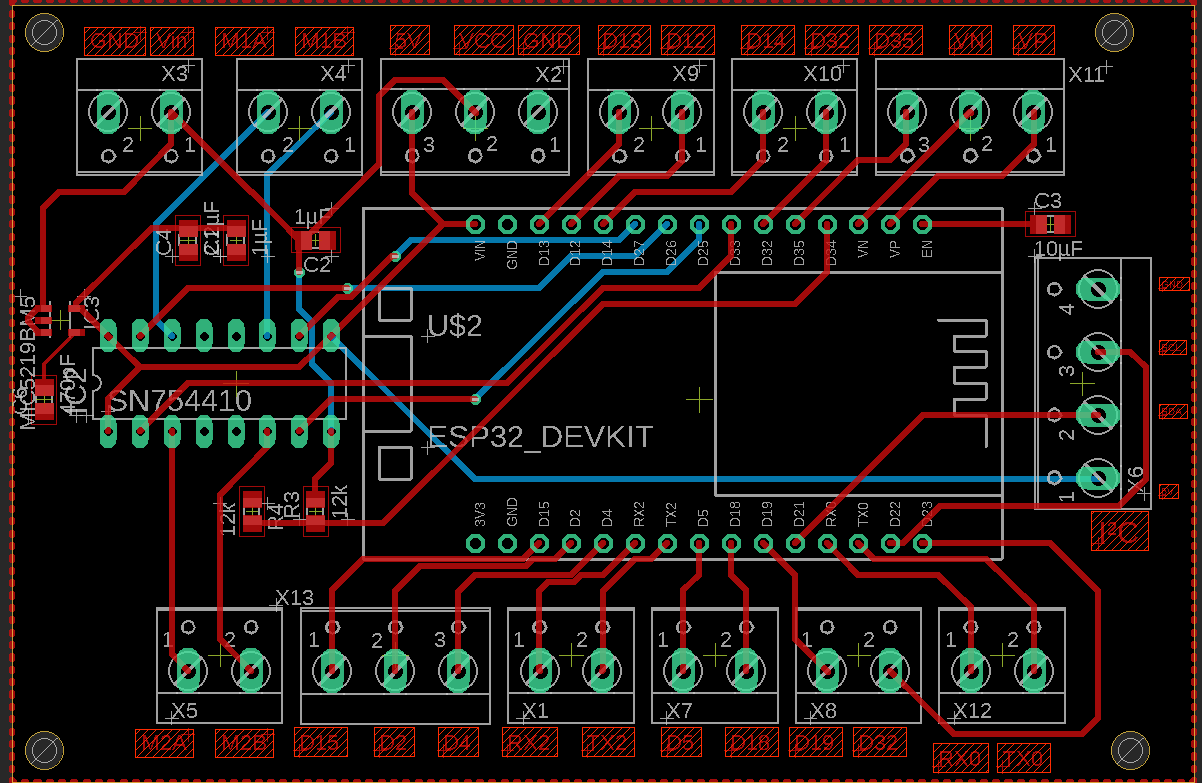 GND Vin M1A M1B 5V VCC GND D13 D12 D14 D32 D35 VN VP
X3 X4 X2 X9 X10 X11
2 1 2 1 3 2 1 2 1 2 1 3 2 1
C4 1µF 1µF C2 C3 10µF
VIN GND D13 D12 D14 D27 D26 D25 D33 D32 D35 D34 VN VP EN
IC3
MIC5219BM5
470pF
IC2
SN754410
U$2
ESP32_DEVKIT
4
3
2
1
X6
I²C
12k R4 R3 12k
3V3 GND D15 D2 D4 RX2 TX2 D5 D18 D19 D21 RX0 TX0 D22 D23
X13
1 2 1 2 3 1 2 1 2 1 2 1 2
X5 X1 X7 X8 X12
M2A M2B D15 D2 D4 RX2 TX2 D5 D19 D32
RX0 TX0